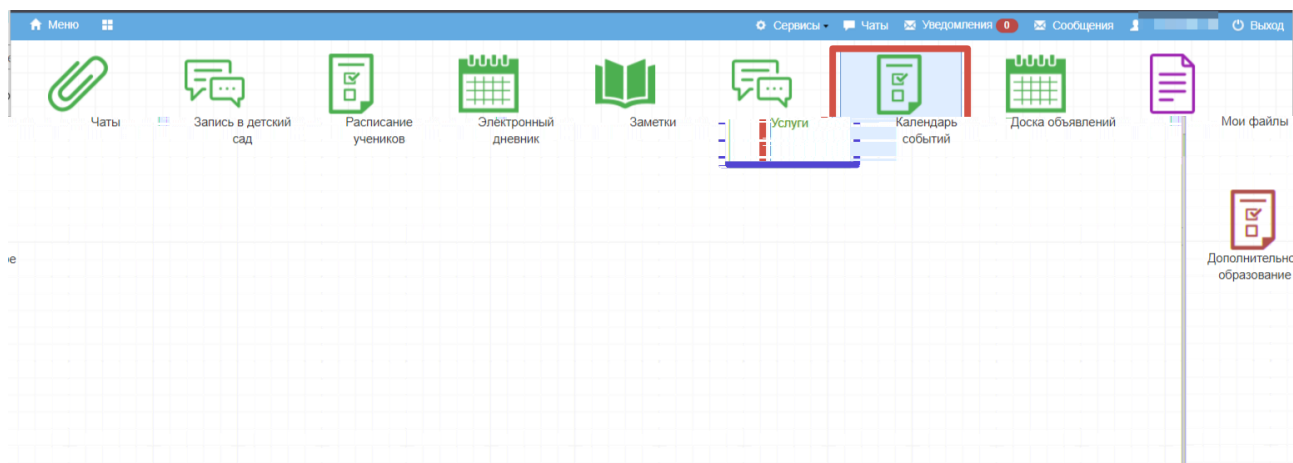 Меню
Сервисы
Чаты
Уведомления 0
Сообщения
Выход
Чаты
Запись в детский
сад
Расписание
учеников
Электронный
дневник
Заметки
Услуги
Календарь
событий
Доска объявлений
Мои файлы
Дополнительно
образование